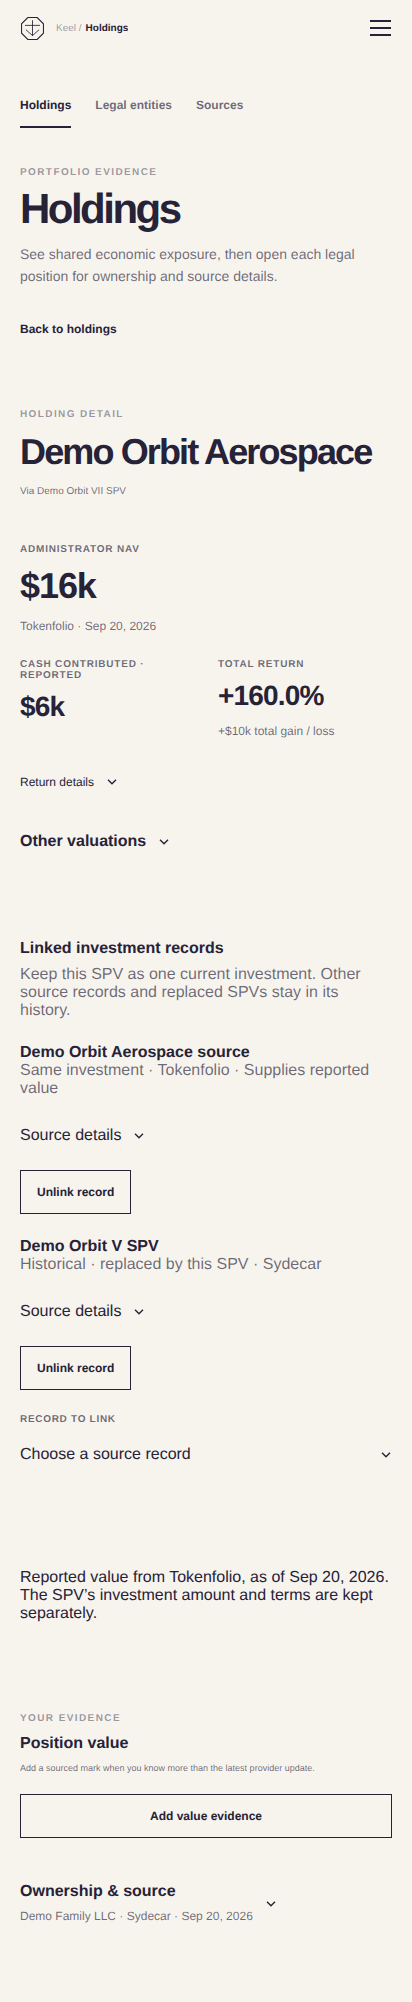 Keel / Holdings
Holdings Legal entities Sources
PORTFOLIO EVIDENCE
Holdings
See shared economic exposure, then open each legal
position for ownership and source details.
Back to holdings
HOLDING DETAIL
Demo Orbit Aerospace
Via Demo Orbit VII SPV
ADMINISTRATOR NAV
$16k
Tokenfolio · Sep 20, 2026
CASH CONTRIBUTED ·
REPORTED
$6k
TOTAL RETURN
+160.0%
+$10k total gain / loss
Return details
Other valuations
Linked investment records
Keep this SPV as one current investment. Other
source records and replaced SPVs stay in its
history.
Demo Orbit Aerospace source
Same investment · Tokenfolio · Supplies reported
value
Source details
Unlink record
Demo Orbit V SPV
Historical · replaced by this SPV · Sydecar
Source details
Unlink record
RECORD TO LINK
Choose a source record
Reported value from Tokenfolio, as of Sep 20, 2026.
The SPV’s investment amount and terms are kept
separately.
YOUR EVIDENCE
Position value
Add a sourced mark when you know more than the latest provider update.
Add value evidence
Ownership & source
Demo Family LLC · Sydecar · Sep 20, 2026